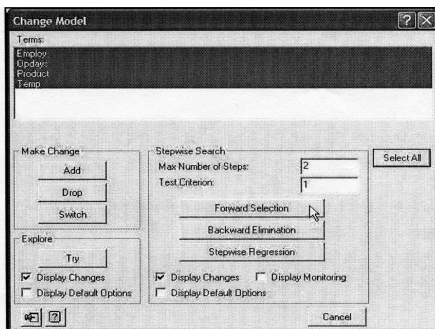 Change Model
Terms:
Employ
Opdays
Product
Temp
Select All
Make Change
Add
Drop
Switch
Explore
Try
Display Changes
Display Default Options
Stepwise Search
Max Number of Steps: 2
Test Criterion: 1
Forward Selection
Backward Elimination
Stepwise Regression
Display Changes Display Monitoring
Display Default Options
Cancel